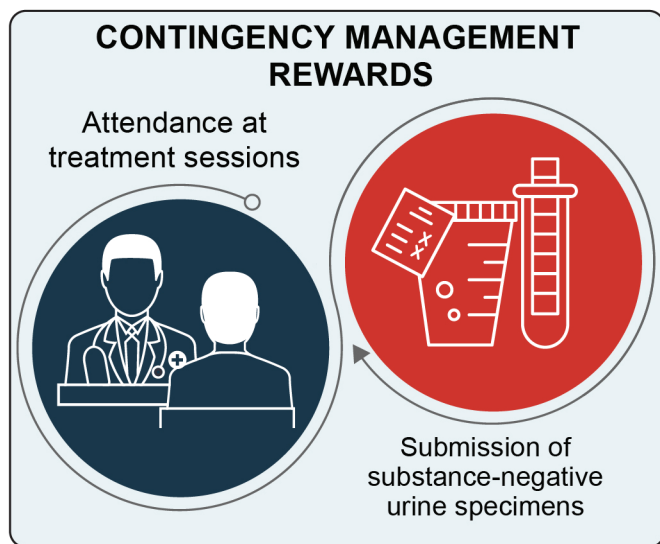 CONTINGENCY MANAGEMENT
REWARDS
Attendance at
treatment sessions
Submission of
substance-negative
urine specimens